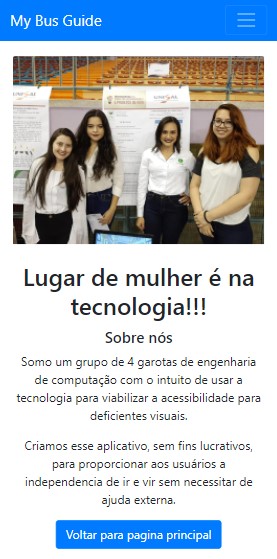 My Bus Guide
Lugar de mulher é na
tecnologia!!!
Sobre nós
Somo um grupo de 4 garotas de engenharia
de computação com o intuito de usar a
tecnologia para viabilizar a acessibilidade para
deficientes visuais.
Criamos esse aplicativo, sem fins lucrativos,
para proporcionar aos usuários a
independencia de ir e vir sem necessitar de
ajuda externa.
Voltar para pagina principal